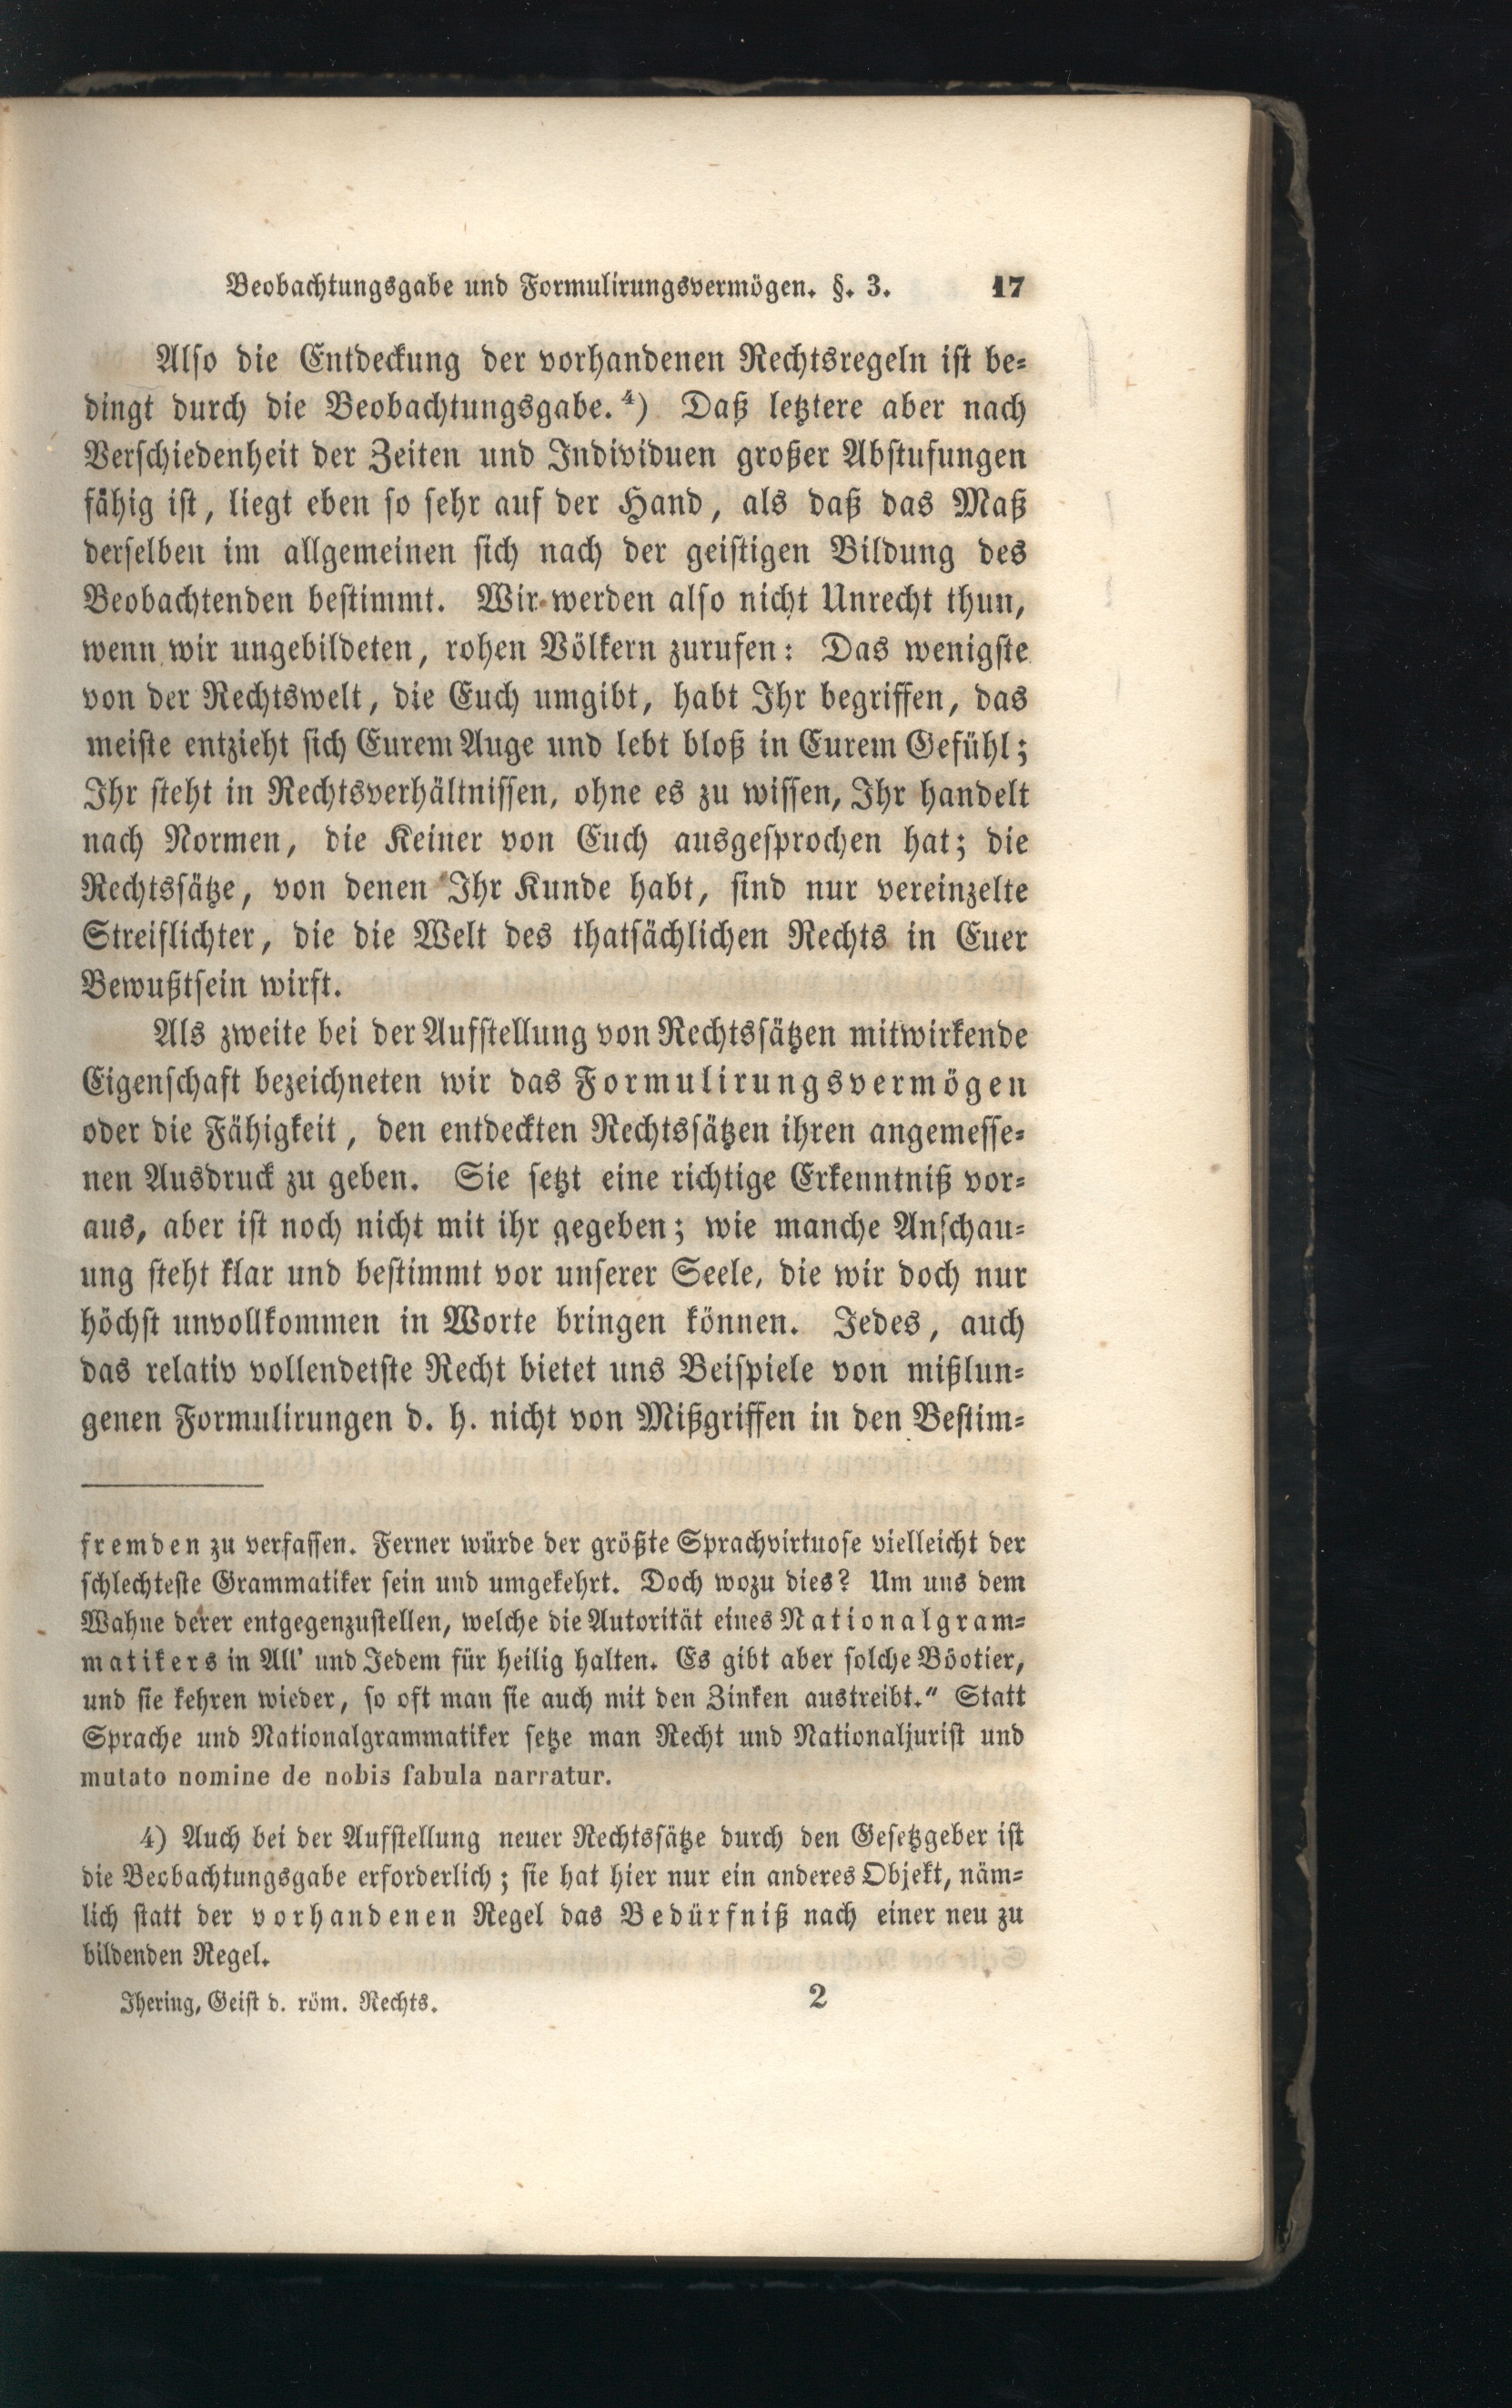 Beobachtungsgabe und Formulirungsvermögen. §. 3. 17
Also die Entdeckung der vorhandenen Rechtsregeln ist be-
dingt durch die Beobachtungsgabe.⁴) Daß letztere aber nach
Verschiedenheit der Zeiten und Individuen großer Abstufungen
fähig ist, liegt eben so sehr auf der Hand, als daß das Maß
derselben im allgemeinen sich nach der geistigen Bildung des
Beobachtenden bestimmt. Wir werden also nicht Unrecht thun,
wenn wir ungebildeten, rohen Völkern zurufen: Das wenigste
von der Rechtswelt, die Euch umgibt, habt Ihr begriffen, das
meiste entzieht sich Eurem Auge und lebt bloß in Eurem Gefühl;
Ihr steht in Rechtsverhältnissen, ohne es zu wissen, Ihr handelt
nach Normen, die Keiner von Euch ausgesprochen hat; die
Rechtssätze, von denen Ihr Kunde habt, sind nur vereinzelte
Streiflichter, die die Welt des thatsächlichen Rechts in Euer
Bewußtsein wirft.
Als zweite bei der Aufstellung von Rechtssätzen mitwirkende
Eigenschaft bezeichneten wir das Formulirungsvermögen
oder die Fähigkeit, den entdeckten Rechtssätzen ihren angemesse-
nen Ausdruck zu geben. Sie setzt eine richtige Erkenntniß vor-
aus, aber ist noch nicht mit ihr gegeben; wie manche Anschau-
ung steht klar und bestimmt vor unserer Seele, die wir doch nur
höchst unvollkommen in Worte bringen können. Jedes, auch
das relativ vollendetste Recht bietet uns Beispiele von mißlun-
genen Formulirungen d. h. nicht von Mißgriffen in den Bestim-
fremden zu verfassen. Ferner würde der größte Sprachvirtuose vielleicht der
schlechteste Grammatiker sein und umgekehrt. Doch wozu dies? Um uns dem
Wahne derer entgegenzustellen, welche die Autorität eines Nationalgram-
matikers in All' und Jedem für heilig halten. Es gibt aber solche Böotier,
und sie kehren wieder, so oft man sie auch mit den Zinken austreibt." Statt
Sprache und Nationalgrammatiker setze man Recht und Nationaljurist und
mutato nomine de nobis fabula narratur.
4) Auch bei der Aufstellung neuer Rechtssätze durch den Gesetzgeber ist
die Beobachtungsgabe erforderlich; sie hat hier nur ein anderes Objekt, näm-
lich statt der vorhandenen Regel das Bedürfniß nach einer neu zu
bildenden Regel.
Ihering, Geist d. röm. Rechts. 2